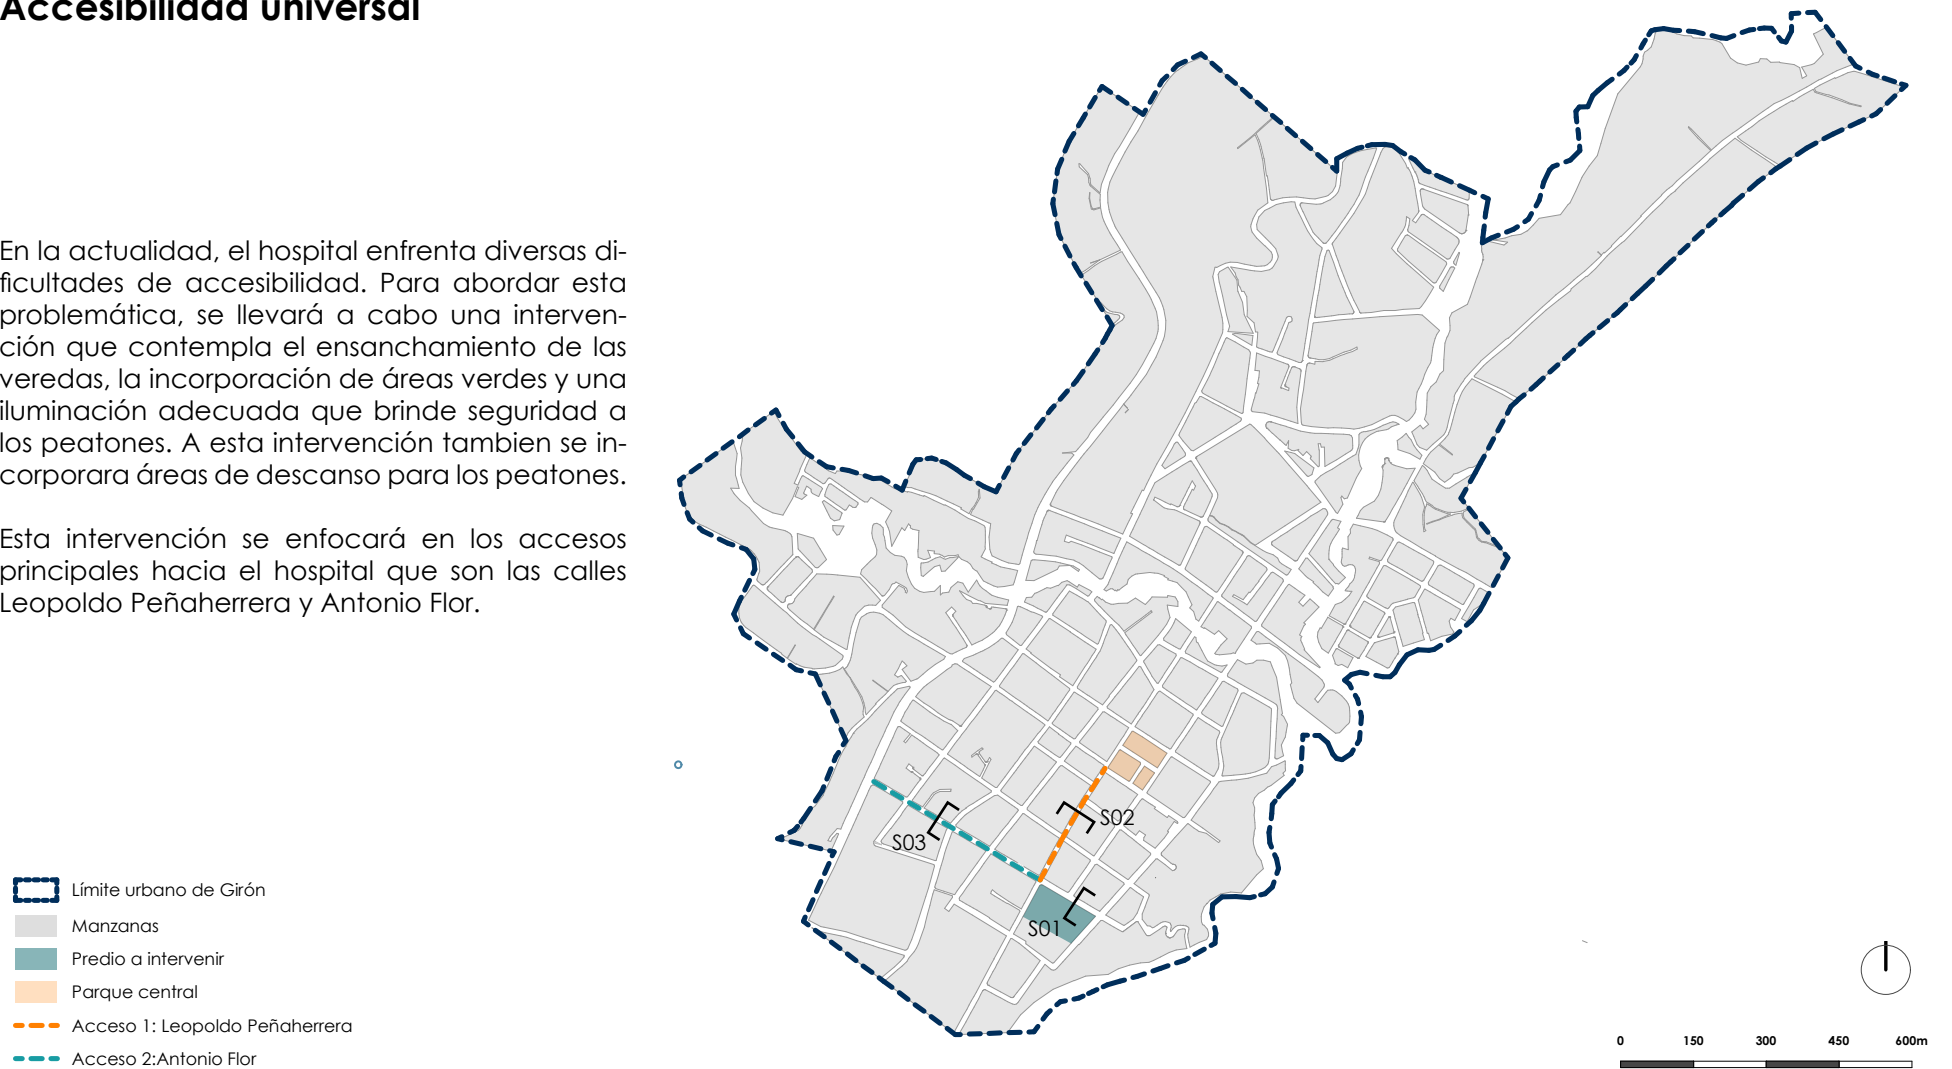 Accesibilidad universal
En la actualidad, el hospital enfrenta diversas di-
ficultades de accesibilidad. Para abordar esta
problemática, se llevará a cabo una interven-
ción que contempla el ensanchamiento de las
veredas, la incorporación de áreas verdes y una
iluminación adecuada que brinde seguridad a
los peatones. A esta intervención tambien se in-
corporara áreas de descanso para los peatones.
Esta intervención se enfocará en los accesos
principales hacia el hospital que son las calles
Leopoldo Peñaherrera y Antonio Flor.
S02
S03
S01
Límite urbano de Girón
Manzanas
Predio a intervenir
Parque central
Acceso 1: Leopoldo Peñaherrera
Acceso 2:Antonio Flor
0 150 300 450 600m